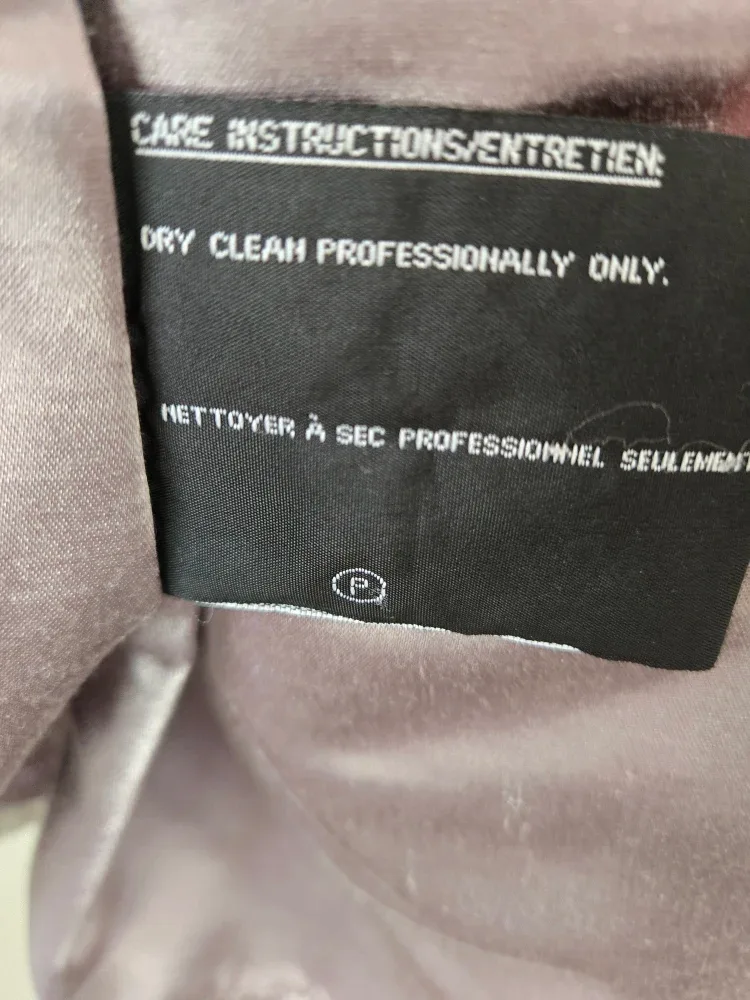 CARE INSTRUCTIONS/ENTRETIEN:
DRY CLEAN PROFESSIONALLY ONLY.
NETTOYER À SEC PROFESSIONNEL SEULEMENT
P